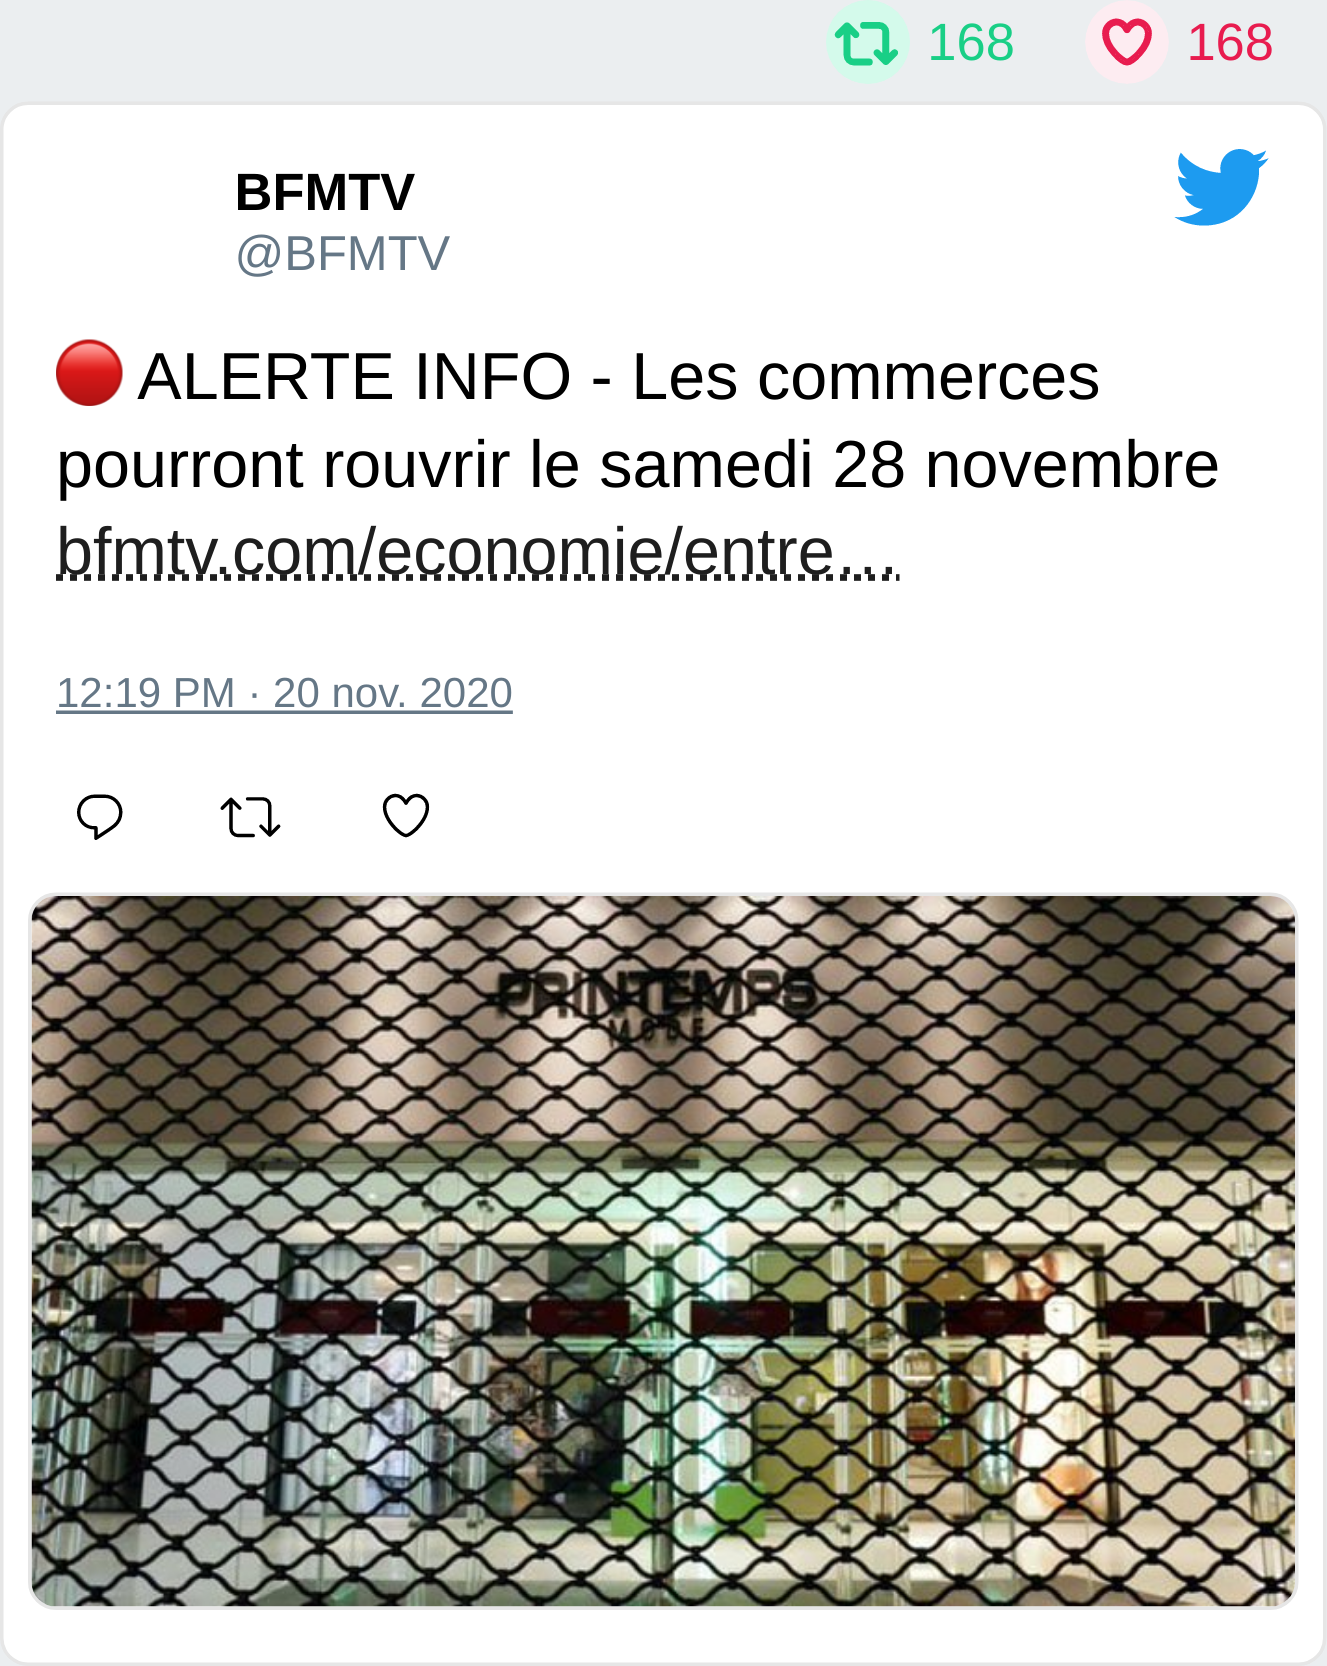 168 168
BFMTV
@BFMTV
🔴 ALERTE INFO - Les commerces
pourront rouvrir le samedi 28 novembre
bfmtv.com/economie/entre…
12:19 PM · 20 nov. 2020
PRINTEMPS
MODE